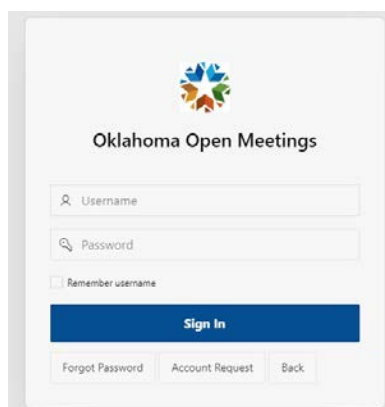 Oklahoma Open Meetings
Username
Password
Remember username
Sign In
Forgot Password Account Request Back